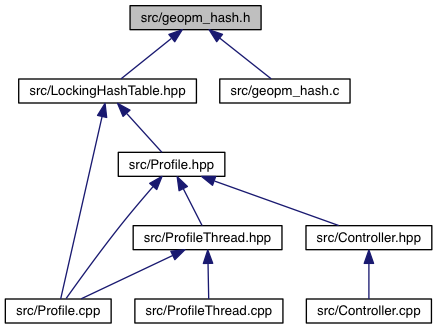 src/geopm_hash.h
src/LockingHashTable.hpp
src/geopm_hash.c
src/Profile.hpp
src/ProfileThread.hpp
src/Controller.hpp
src/Profile.cpp
src/ProfileThread.cpp
src/Controller.cpp